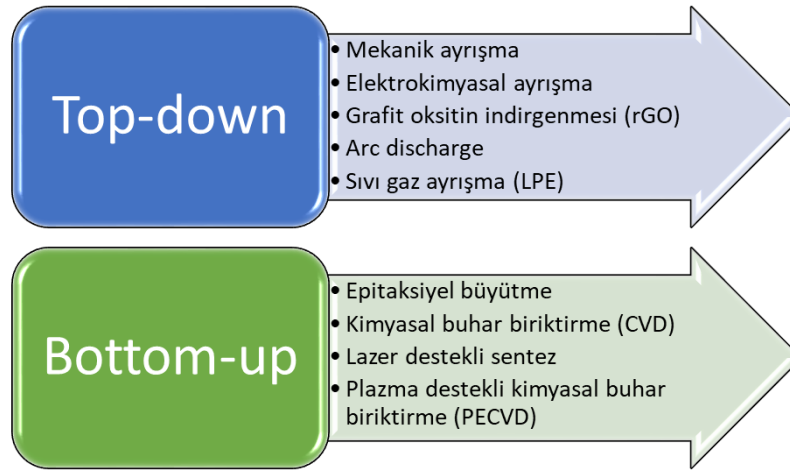 Top-down
• Mekanik ayrışma
• Elektrokimyasal ayrışma
• Grafit oksitin indirgenmesi (rGO)
• Arc discharge
• Sıvı gaz ayrışma (LPE)
Bottom-up
• Epitaksiyel büyütme
• Kimyasal buhar biriktirme (CVD)
• Lazer destekli sentez
• Plazma destekli kimyasal buhar
biriktirme (PECVD)